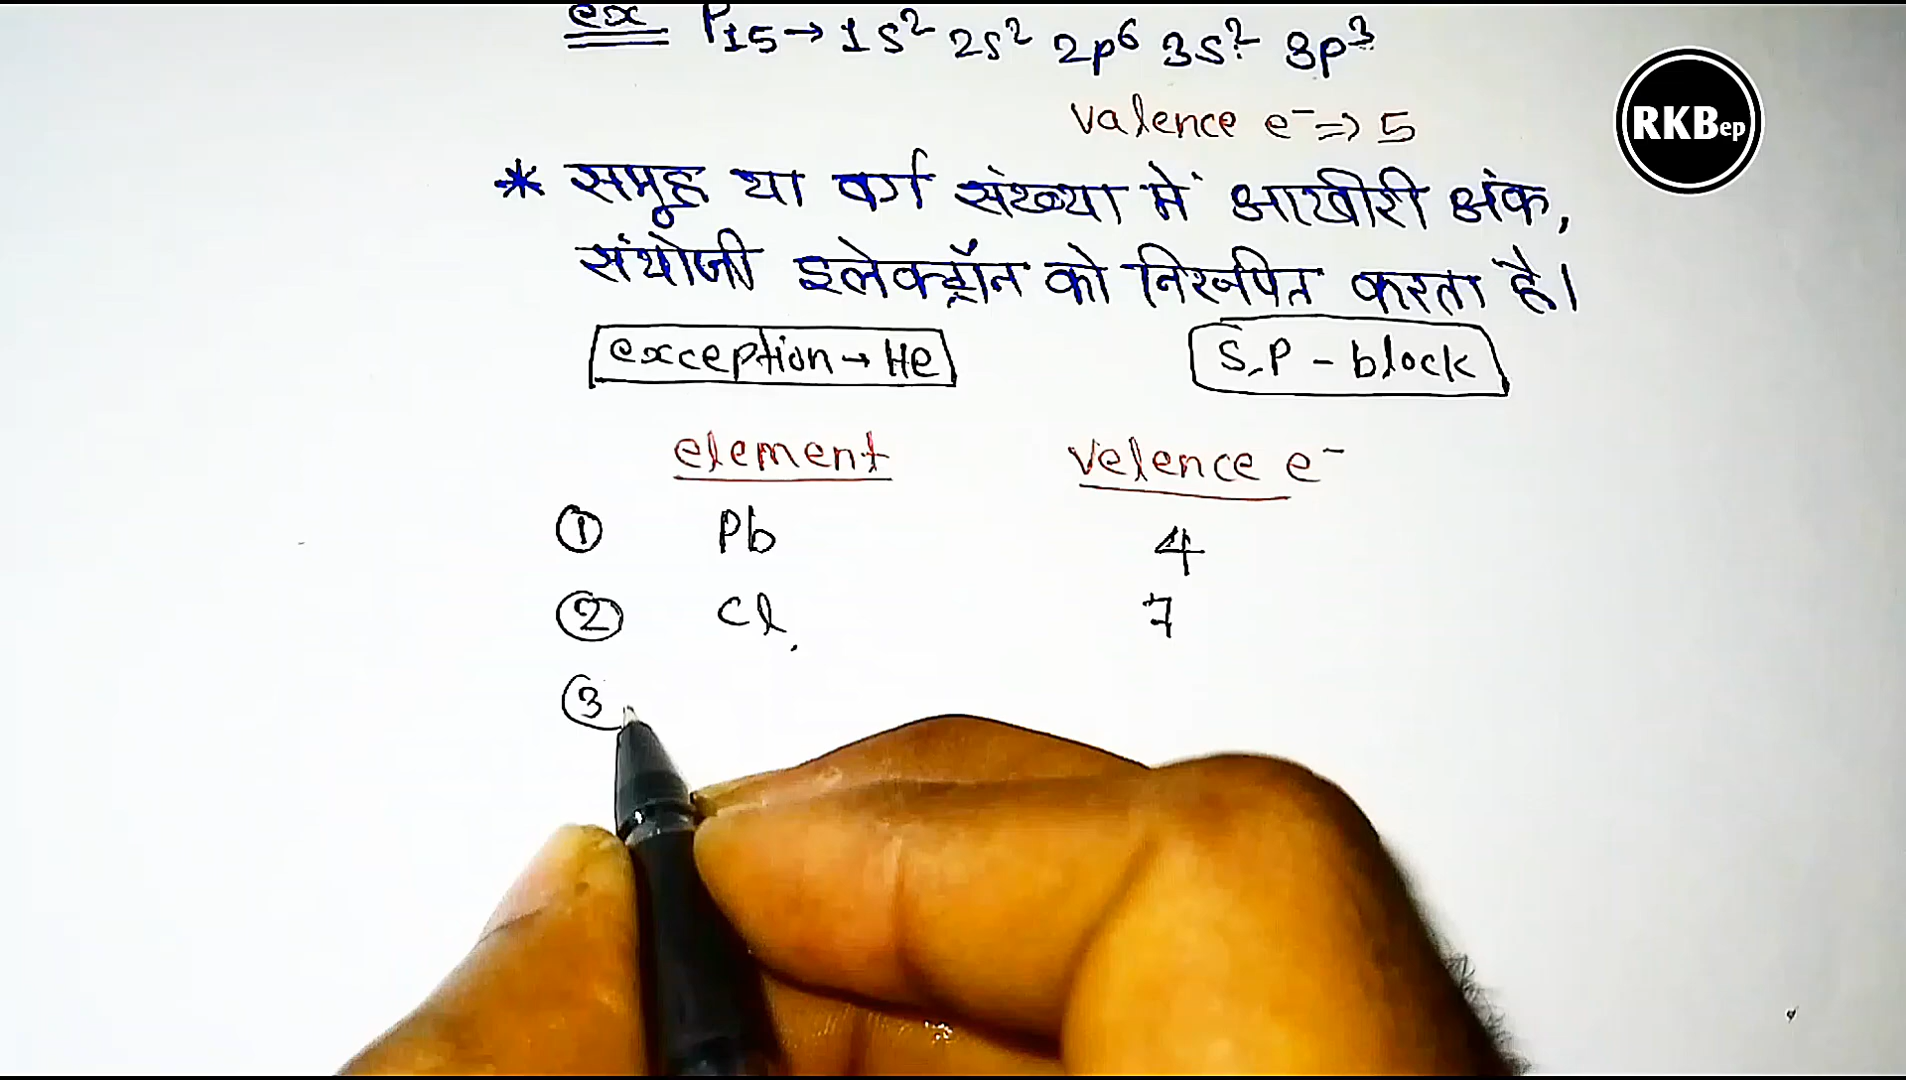 ex P₁₅→ 1s² 2s² 2p⁶ 3s² 3p³
valence e⁻⇒ 5
RKBep
* समूह या वर्ग संख्या में आखीरी अंक,
संयोजी इलेक्ट्रॉन को निरूपित करता है।
exception→He S,P-block
element Velence e⁻
① Pb 4
② Cl 7
③